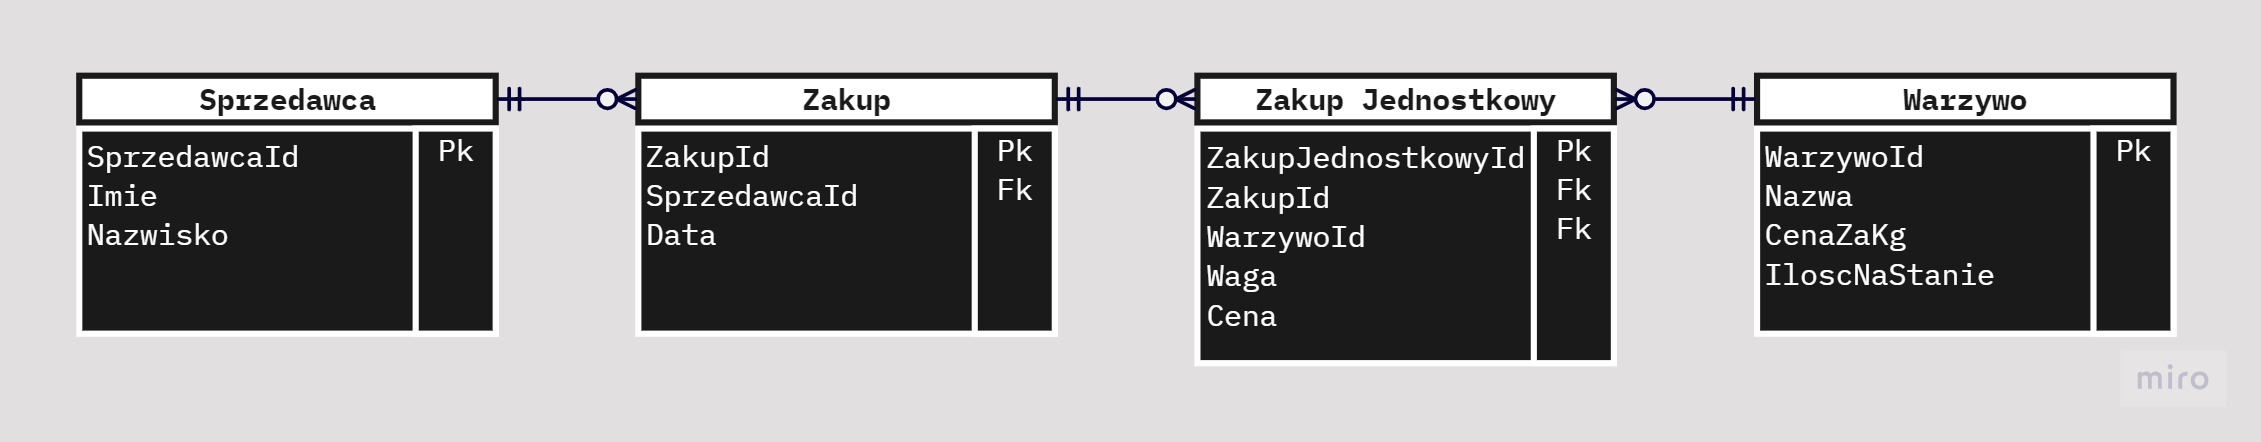 Sprzedawca
SprzedawcaId Pk
Imie
Nazwisko
Zakup
ZakupId Pk
SprzedawcaId Fk
Data
Zakup Jednostkowy
ZakupJednostkowyId Pk
ZakupId Fk
WarzywoId Fk
Waga
Cena
Warzywo
WarzywoId Pk
Nazwa
CenaZaKg
IloscNaStanie
miro